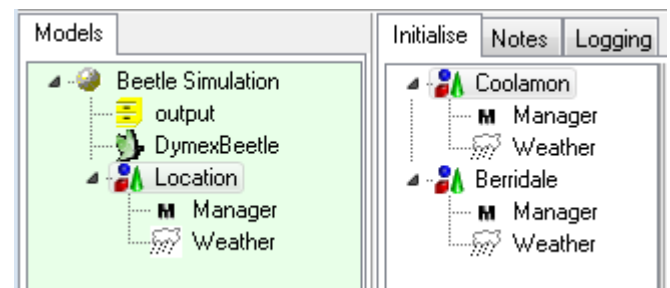 Models
Beetle Simulation
output
DymexBeetle
Location
M Manager
Weather
Initialise Notes Logging
Coolamon
M Manager
Weather
Berridale
M Manager
Weather